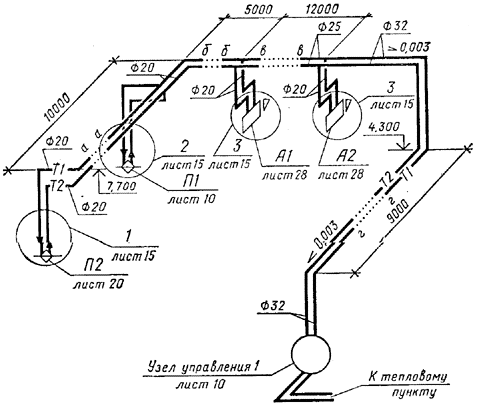 5000
12000
б
б
в
в
Ф25
Ф32
0,003
Ф20
10000
Ф20
Ф20
3
лист 15
4,300
Ф20
а
а
2
лист 15
3
лист 15
А1
лист 28
А2
лист 28
Т1
Т2
Ф20
7,700
П1
лист 10
Т2
Т1
г
г
9000
0,003
1
лист 15
П2
лист 20
Ф32
Узел управления 1
лист 10
К тепловому
пункту